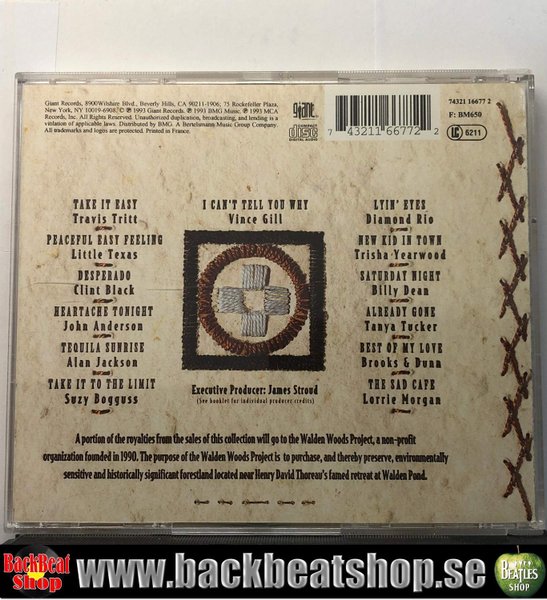 Giant Records, 8900Wilshire Blvd., Beverly Hills, CA 90211-1906; 75 Rockefeller Plaza,
New York, NY 10019-6908. © ℗ 1993 Giant Records. ℗ 1993 BMG Music. ℗ 1993 MCA
Records, Inc. All Rights Reserved. Unauthorized duplication, broadcasting, and lending is a
violation of applicable laws. Distributed by BMG. A Bertelsmann Music Group Company.
All trademarks and logos are protected. Printed in France.
giant
COMPACT
disc
DIGITAL AUDIO
7 43211 66772 2
74321 16677 2
F: BM650
LC 6211
TAKE IT EASY
Travis Tritt
PEACEFUL EASY FEELING
Little Texas
DESPERADO
Clint Black
HEARTACHE TONIGHT
John Anderson
TEQUILA SUNRISE
Alan Jackson
TAKE IT TO THE LIMIT
Suzy Bogguss
I CAN'T TELL YOU WHY
Vince Gill
LYIN' EYES
Diamond Rio
NEW KID IN TOWN
Trisha Yearwood
SATURDAY NIGHT
Billy Dean
ALREADY GONE
Tanya Tucker
BEST OF MY LOVE
Brooks & Dunn
THE SAD CAFE
Lorrie Morgan
Executive Producer: James Stroud
(See booklet for individual producer credits)
A portion of the royalties from the sales of this collection will go to the Walden Woods Project, a non-profit
organization founded in 1990. The purpose of the Walden Woods Project is to purchase, and thereby preserve, environmentally
sensitive and historically significant forestland located near Henry David Thoreau's famed retreat at Walden Pond.
BackBeat
Shop
www.backbeatshop.se
BEATLES
SHOP